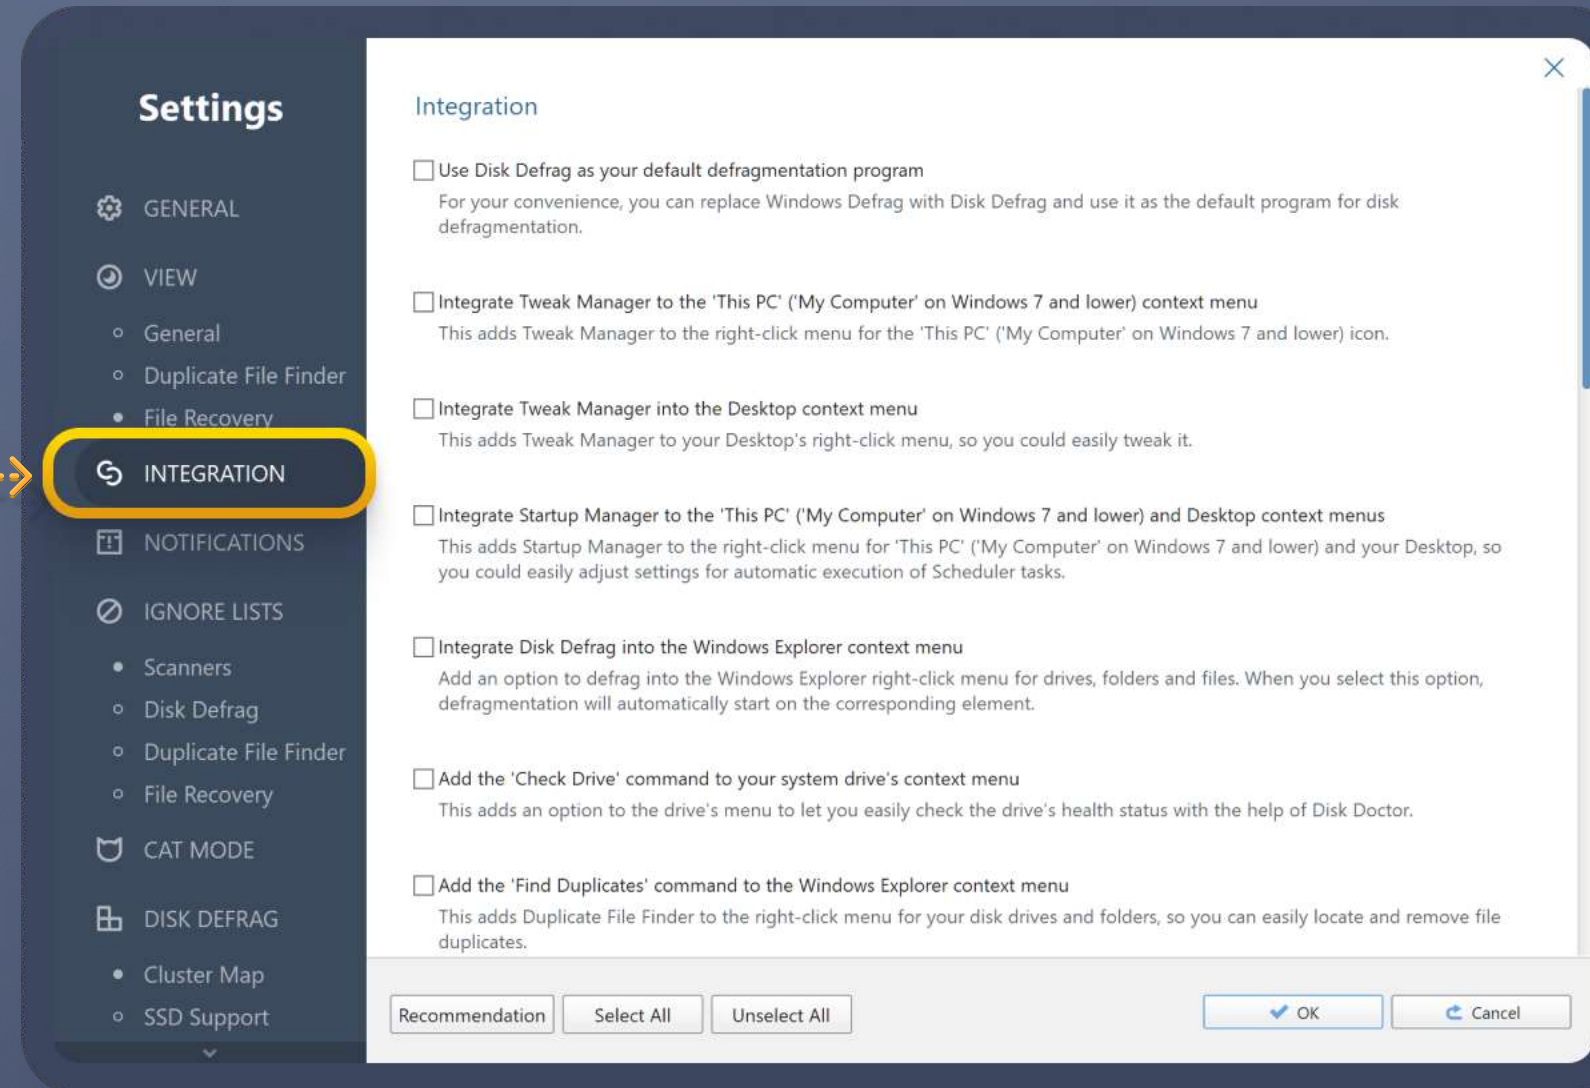 Settings
GENERAL
VIEW
General
Duplicate File Finder
File Recovery
INTEGRATION
NOTIFICATIONS
IGNORE LISTS
Scanners
Disk Defrag
Duplicate File Finder
File Recovery
CAT MODE
DISK DEFRAG
Cluster Map
SSD Support
Integration
Use Disk Defrag as your default defragmentation program
For your convenience, you can replace Windows Defrag with Disk Defrag and use it as the default program for disk
defragmentation.
Integrate Tweak Manager to the 'This PC' ('My Computer' on Windows 7 and lower) context menu
This adds Tweak Manager to the right-click menu for the 'This PC' ('My Computer' on Windows 7 and lower) icon.
Integrate Tweak Manager into the Desktop context menu
This adds Tweak Manager to your Desktop's right-click menu, so you could easily tweak it.
Integrate Startup Manager to the 'This PC' ('My Computer' on Windows 7 and lower) and Desktop context menus
This adds Startup Manager to the right-click menu for 'This PC' ('My Computer' on Windows 7 and lower) and your Desktop, so
you could easily adjust settings for automatic execution of Scheduler tasks.
Integrate Disk Defrag into the Windows Explorer context menu
Add an option to defrag into the Windows Explorer right-click menu for drives, folders and files. When you select this option,
defragmentation will automatically start on the corresponding element.
Add the 'Check Drive' command to your system drive's context menu
This adds an option to the drive's menu to let you easily check the drive's health status with the help of Disk Doctor.
Add the 'Find Duplicates' command to the Windows Explorer context menu
This adds Duplicate File Finder to the right-click menu for your disk drives and folders, so you can easily locate and remove file
duplicates.
Recommendation Select All Unselect All OK Cancel